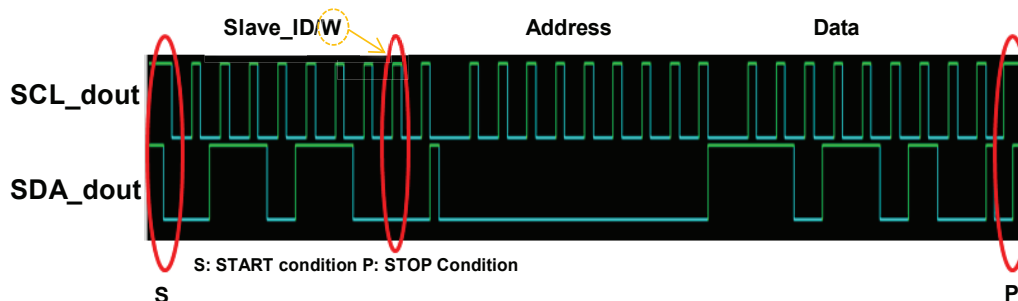 Slave_ID/W Address Data
SCL_dout
SDA_dout
S: START condition P: STOP Condition
S P